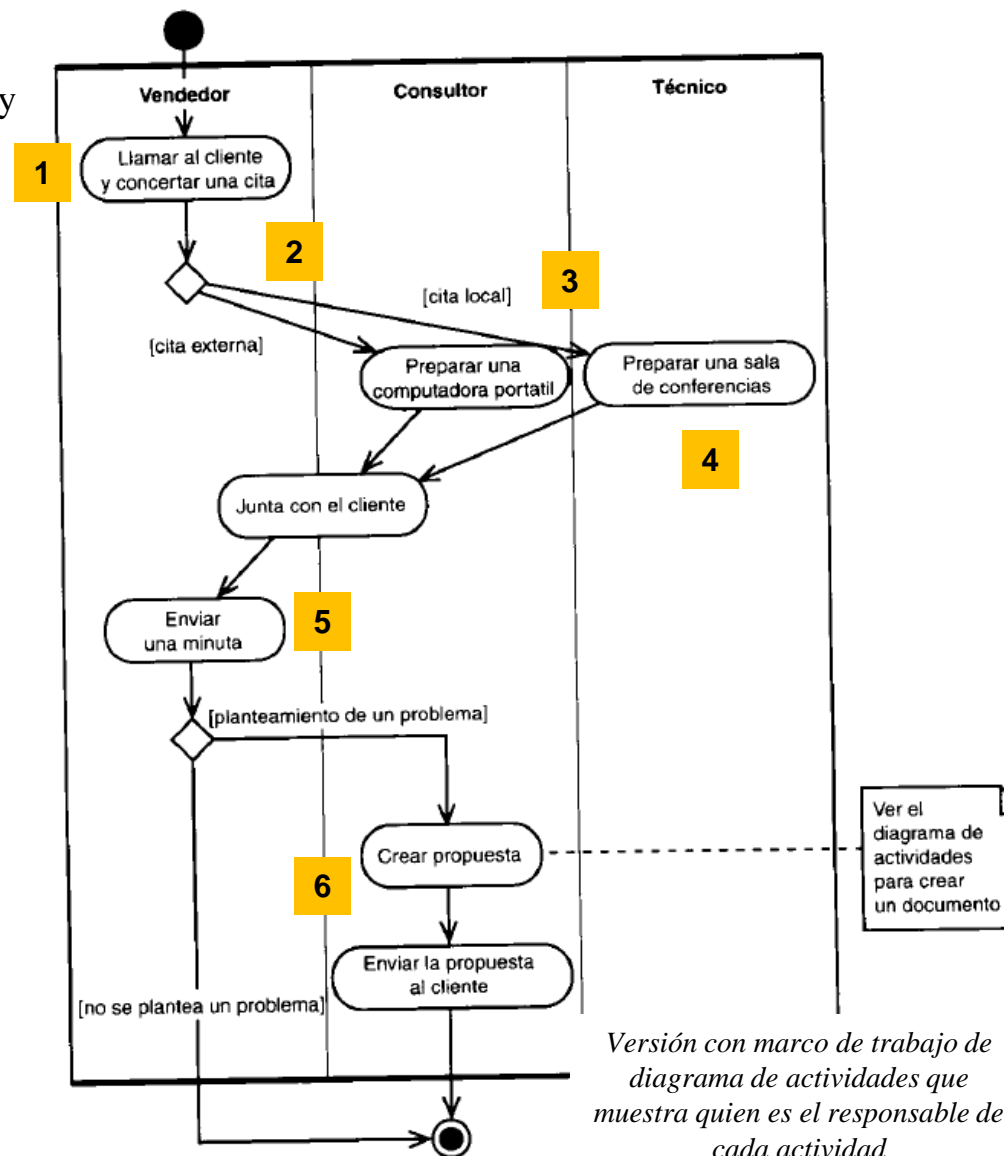 y
Vendedor
Consultor
Técnico
1
Llamar al cliente
y concertar una cita
2
3
[cita local]
[cita externa]
Preparar una
computadora portatil
Preparar una sala
de conferencias
4
Junta con el cliente
Enviar
una minuta
5
[planteamiento de un problema]
Ver el
diagrama de
actividades
para crear
un documento
Crear propuesta
6
Enviar la propuesta
al cliente
[no se plantea un problema]
Versión con marco de trabajo de
diagrama de actividades que
muestra quien es el responsable de
cada actividad